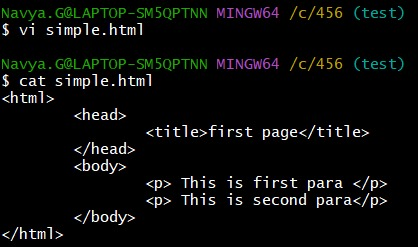 Navya.G@LAPTOP-SM5QPTNN MINGW64 /c/456 (test)
$ vi simple.html

Navya.G@LAPTOP-SM5QPTNN MINGW64 /c/456 (test)
$ cat simple.html
<html>
        <head>
                <title>first page</title>
        </head>
        <body>
                <p> This is first para </p>
                <p> This is second para</p>
        </body>
</html>